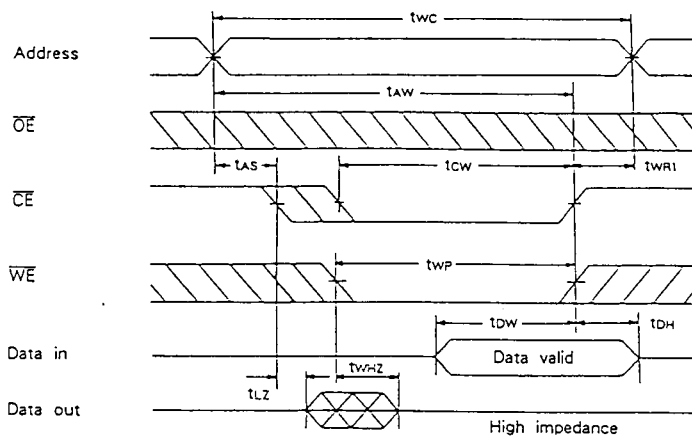 tWC
Address
tAW
OE
tAS
tCW
tWR1
CE
tWP
WE
tDW
tDH
Data in
Data valid
tLZ
tWHZ
Data out
High impedance